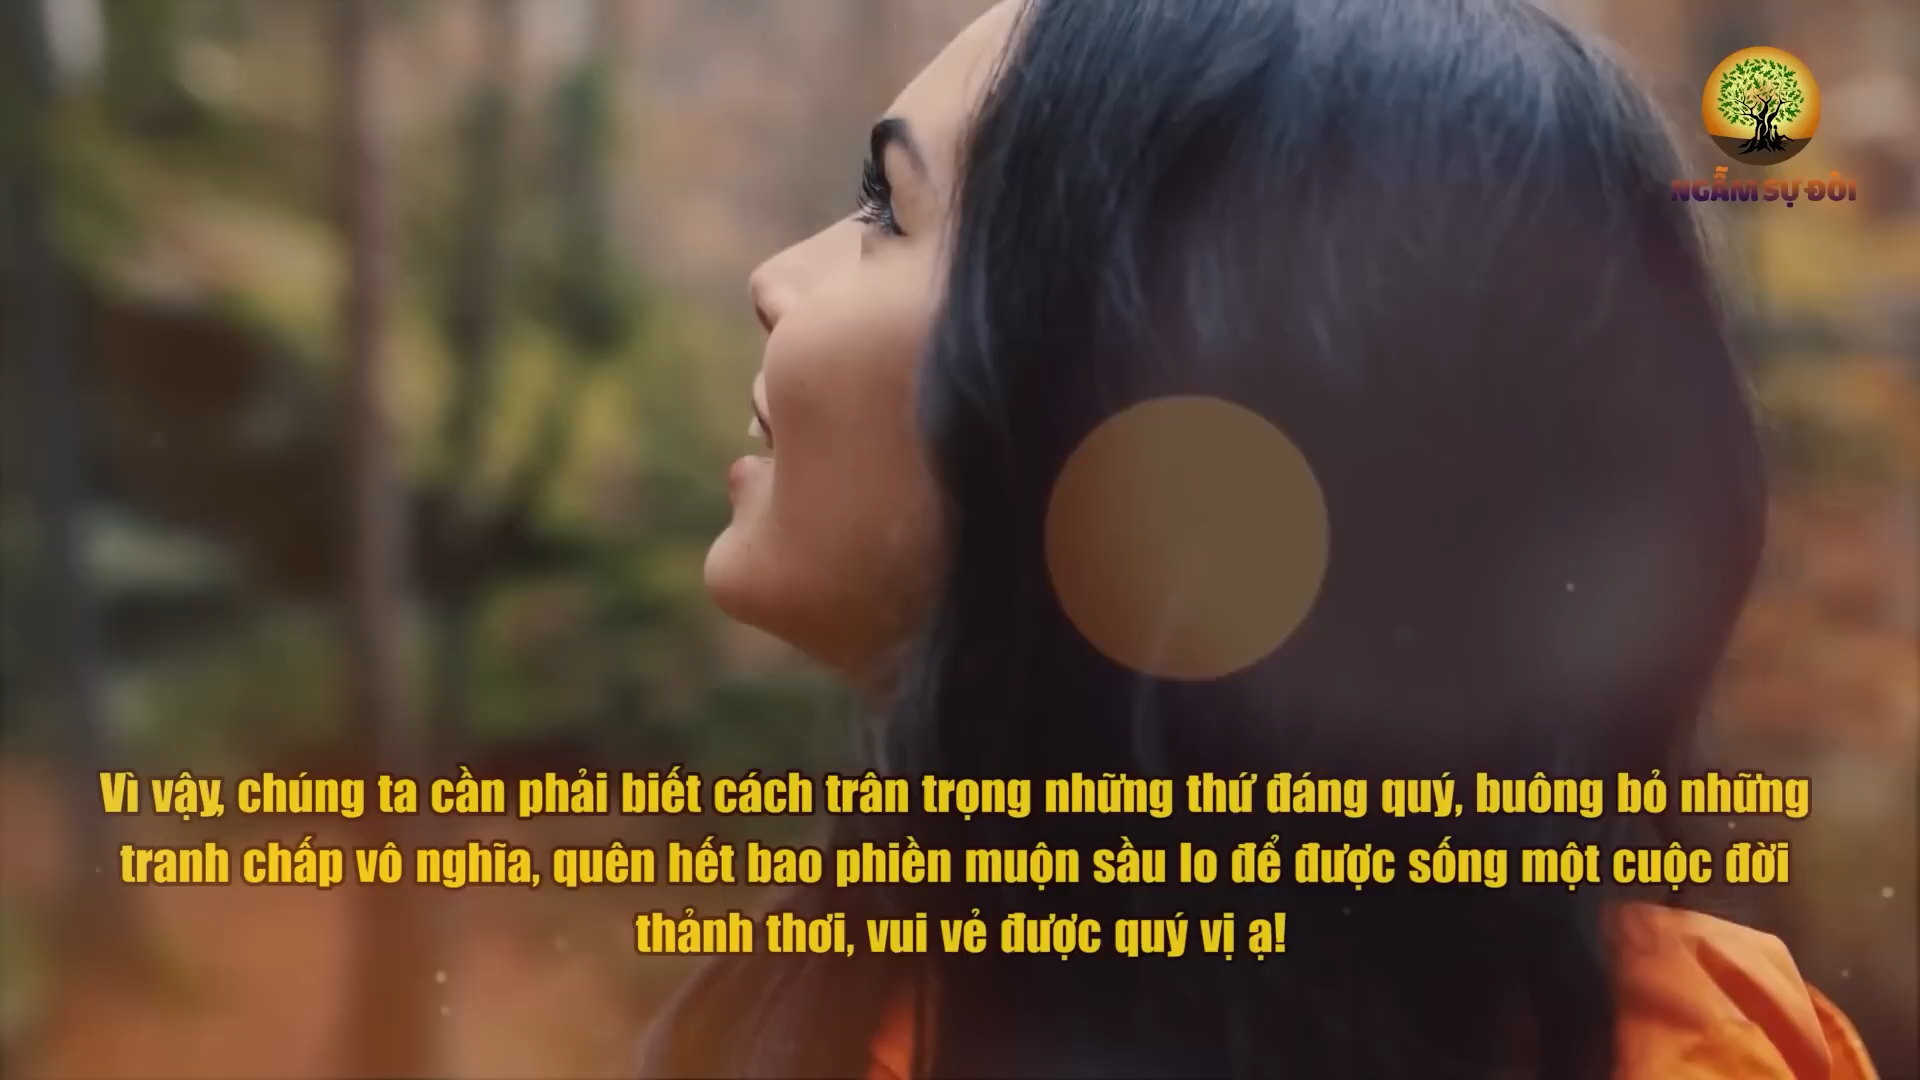 NGẪM SỰ ĐỜI
Vì vậy, chúng ta cần phải biết cách trân trọng những thứ đáng quý, buông bỏ những
tranh chấp vô nghĩa, quên hết bao phiền muộn sầu lo để được sống một cuộc đời
thảnh thơi, vui vẻ được quý vị ạ!